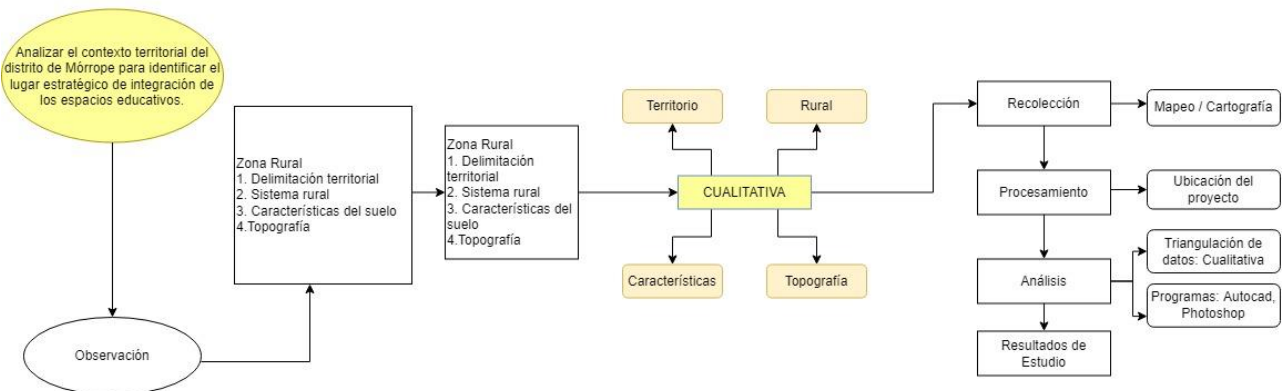 Analizar el contexto territorial del
distrito de Mórrope para identificar el
lugar estratégico de integración de
los espacios educativos.
Observación
Zona Rural
1. Delimitación territorial
2. Sistema rural
3. Características del suelo
4.Topografía
Zona Rural
1. Delimitación
territorial
2. Sistema rural
3. Características del
suelo
4.Topografía
Territorio
Rural
CUALITATIVA
Características
Topografía
Recolección
Mapeo / Cartografía
Procesamiento
Ubicación del
proyecto
Análisis
Triangulación de
datos: Cualitativa
Programas: Autocad,
Photoshop
Resultados de
Estudio